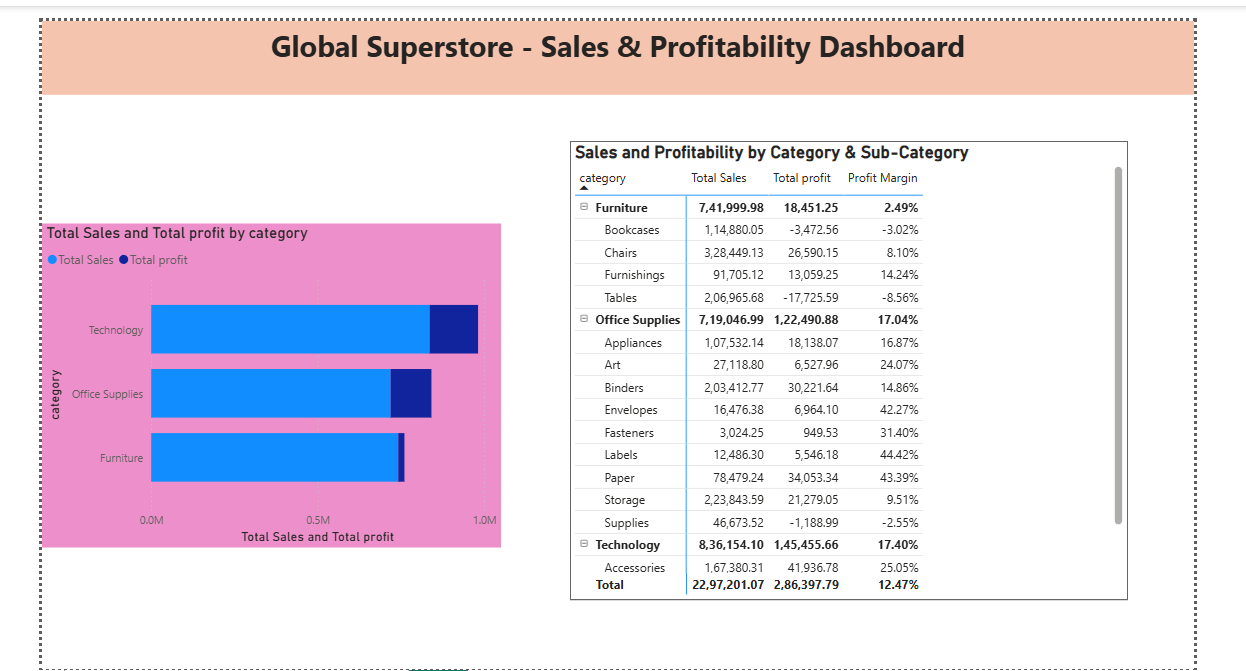 Global Superstore - Sales & Profitability Dashboard
Total Sales and Total profit by category
Total Sales Total profit
Technology
Office Supplies
Furniture
category
0.0M 0.5M 1.0M
Total Sales and Total profit
Sales and Profitability by Category & Sub-Category
category Total Sales Total profit Profit Margin
Furniture 7,41,999.98 18,451.25 2.49%
Bookcases 1,14,880.05 -3,472.56 -3.02%
Chairs 3,28,449.13 26,590.15 8.10%
Furnishings 91,705.12 13,059.25 14.24%
Tables 2,06,965.68 -17,725.59 -8.56%
Office Supplies 7,19,046.99 1,22,490.88 17.04%
Appliances 1,07,532.14 18,138.07 16.87%
Art 27,118.80 6,527.96 24.07%
Binders 2,03,412.77 30,221.64 14.86%
Envelopes 16,476.38 6,964.10 42.27%
Fasteners 3,024.25 949.53 31.40%
Labels 12,486.30 5,546.18 44.42%
Paper 78,479.24 34,053.34 43.39%
Storage 2,23,843.59 21,279.05 9.51%
Supplies 46,673.52 -1,188.99 -2.55%
Technology 8,36,154.10 1,45,455.66 17.40%
Accessories 1,67,380.31 41,936.78 25.05%
Total 22,97,201.07 2,86,397.79 12.47%